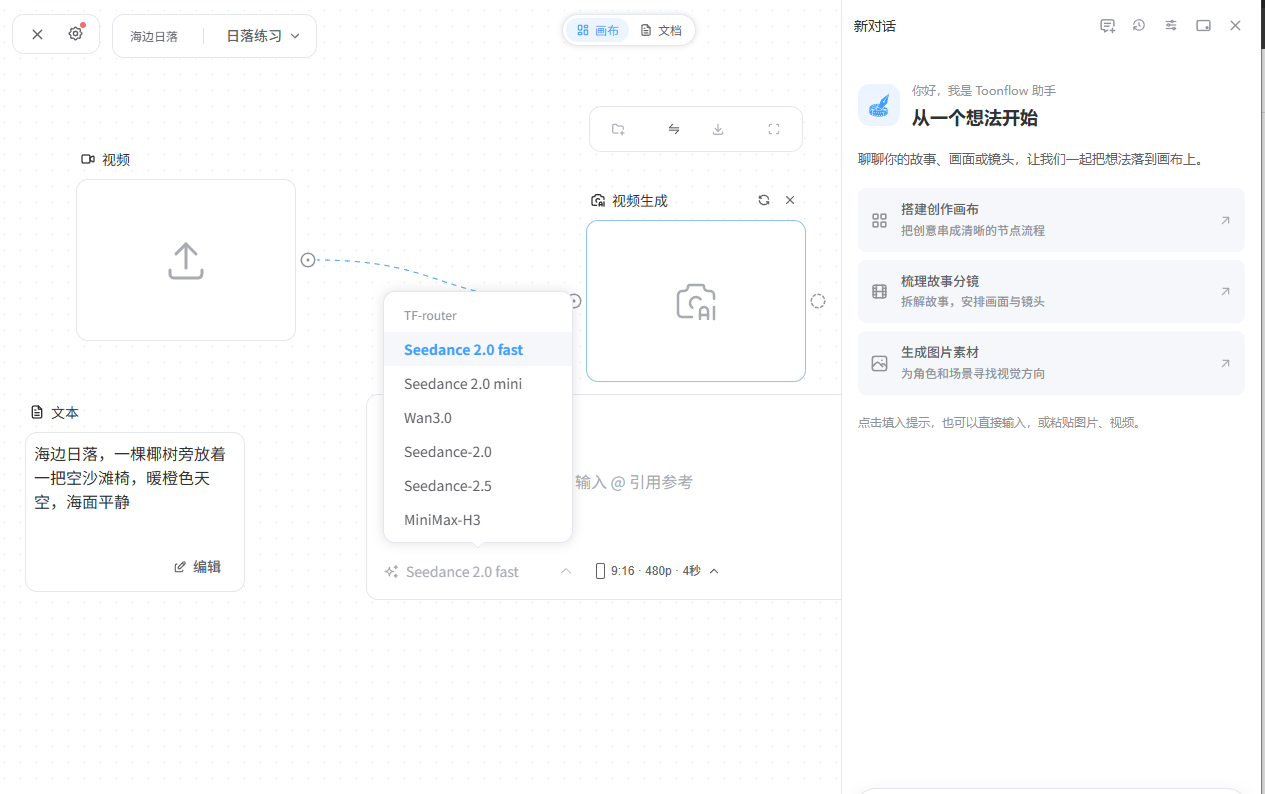 海边日落
日落练习
画布
文档
视频
视频生成
AI
TF-router
Seedance 2.0 fast
Seedance 2.0 mini
Wan3.0
Seedance-2.0
Seedance-2.5
MiniMax-H3
文本
海边日落，一棵椰树旁放着
一把空沙滩椅，暖橙色天
空，海面平静
编辑
输入 @ 引用参考
Seedance 2.0 fast
9:16 · 480p · 4秒
新对话
你好，我是 Toonflow 助手
从一个想法开始
聊聊你的故事、画面或镜头，让我们一起把想法落到画布上。
搭建创作画布
把创意串成清晰的节点流程
梳理故事分镜
拆解故事，安排画面与镜头
生成图片素材
为角色和场景寻找视觉方向
点击填入提示，也可以直接输入，或粘贴图片、视频。